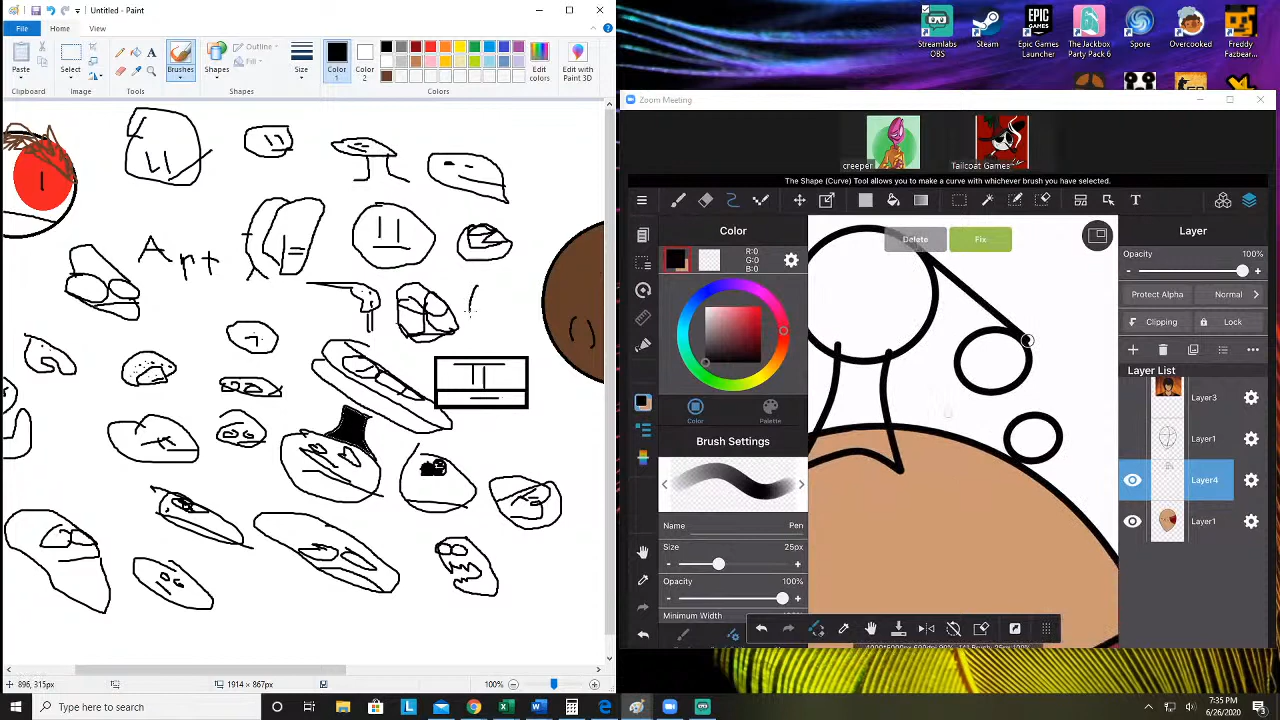 Untitled - Paint
File
Home
View
Paste
Select
Brushes
Shapes
Outline
Fill
Size
Color
1
Color
2
Edit
colors
Edit with
Paint 3D
Clipboard
Image
Tools
Shapes
Colors
Art
896, 315px
1914 × 867px
100%
Type here to search
Streamlabs
OBS
Steam
Epic Games
Launcher
The Jackbox
Party Pack 6
Spore
Overcooked
Freddy
Fazbear...
Zoom Meeting
creeper
Tailcoat Games
The Shape (Curve) Tool allows you to make a curve with whichever brush you have selected.
Color
R:0
G:0
B:0
Color
Palette
Brush Settings
Name
Pen
Size
25px
Opacity
100%
Minimum Width
Delete
Fix
Layer
Opacity
100%
Protect Alpha
Normal
Clipping
Lock
Layer List
Layer3
Layer1
Layer4
Layer1
7:35 PM
6/26/2020